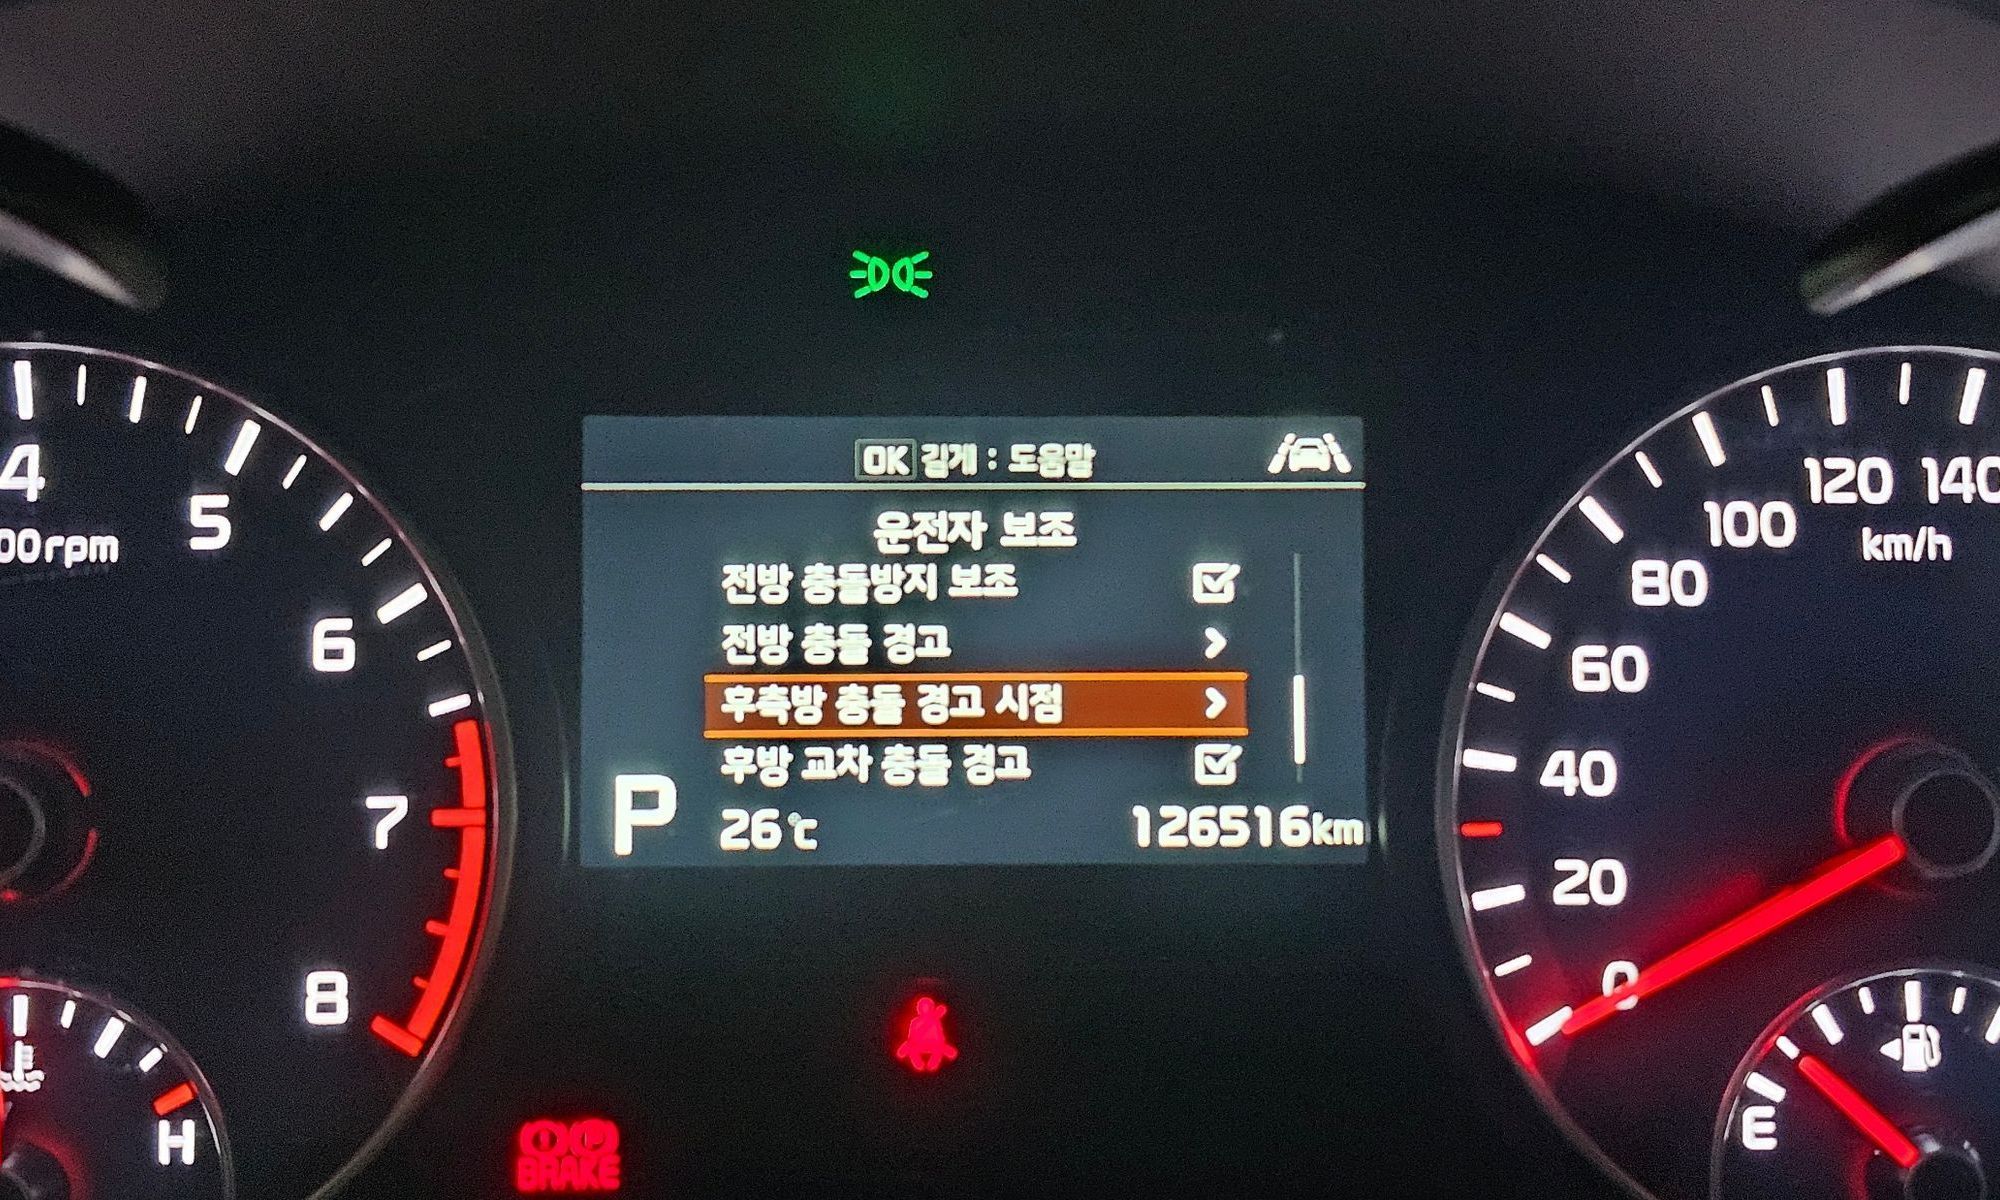 OK 길게 : 도움말
운전자 보조
전방 충돌방지 보조
전방 충돌 경고
후측방 충돌 경고 시점
후방 교차 충돌 경고
P 26℃ 126516km
4
5
00rpm
6
7
8
H
BRAKE
140
120
100
km/h
80
60
40
20
0
E